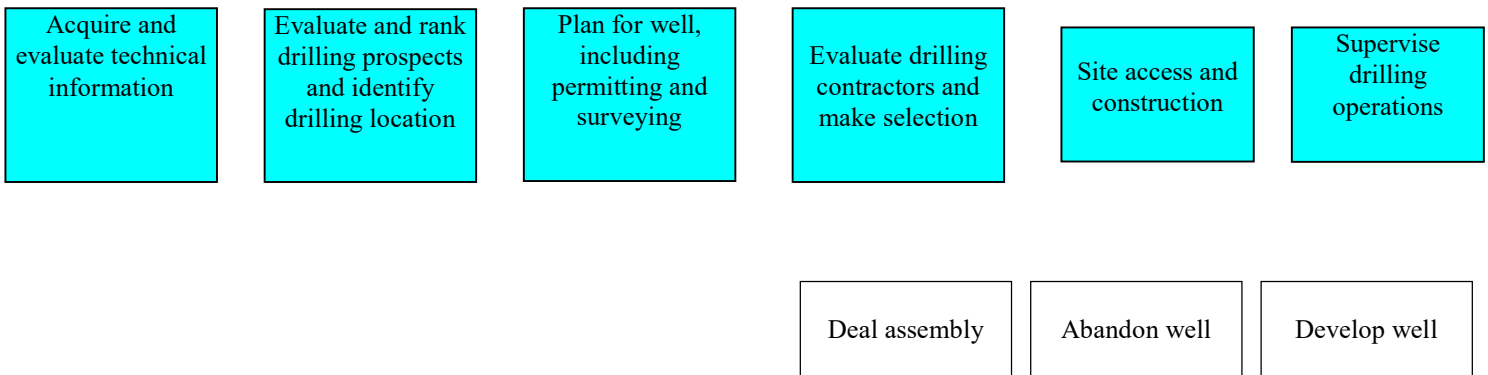 Acquire and
evaluate technical
information
Evaluate and rank
drilling prospects
and identify
drilling location
Plan for well,
including
permitting and
surveying
Evaluate drilling
contractors and
make selection
Site access and
construction
Supervise
drilling
operations
Deal assembly
Abandon well
Develop well